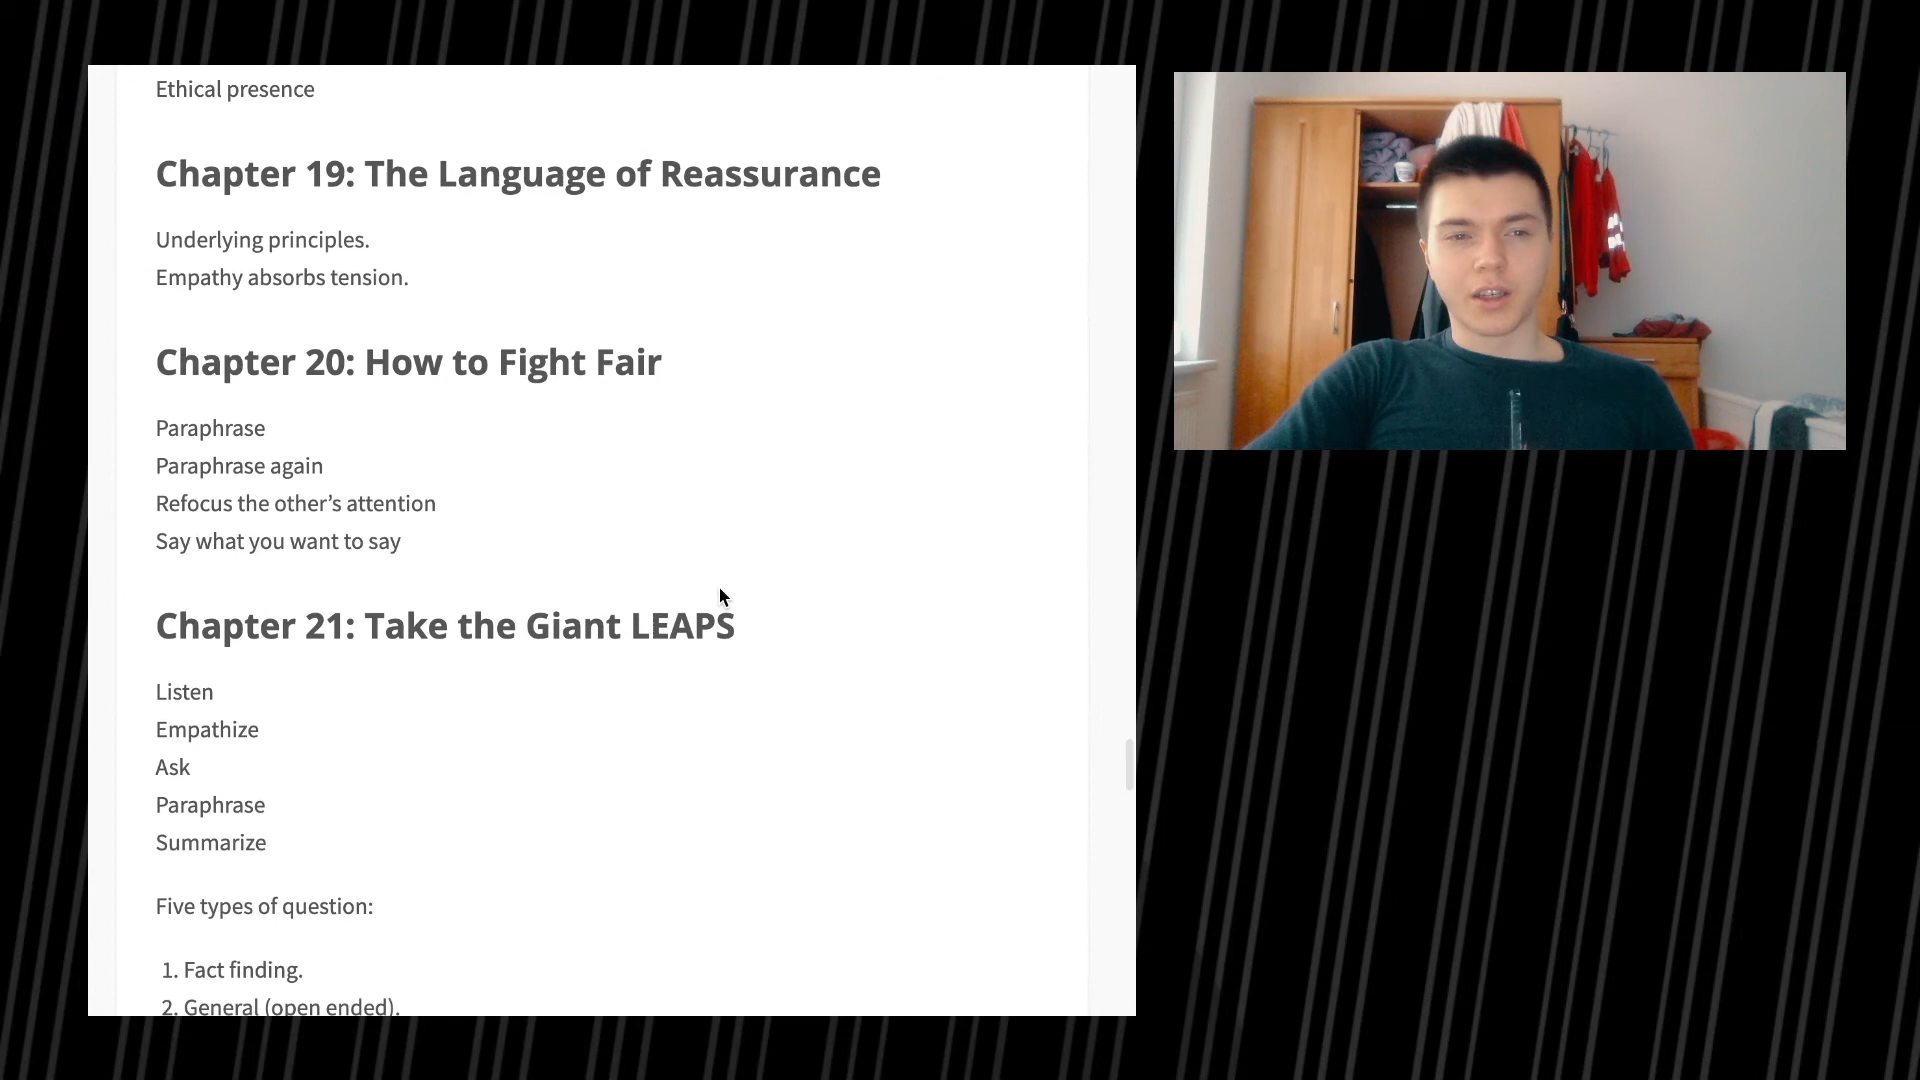 Ethical presence
Chapter 19: The Language of Reassurance
Underlying principles.
Empathy absorbs tension.
Chapter 20: How to Fight Fair
Paraphrase
Paraphrase again
Refocus the other’s attention
Say what you want to say
Chapter 21: Take the Giant LEAPS
Listen
Empathize
Ask
Paraphrase
Summarize
Five types of question:
1. Fact finding.
2. General (open ended).